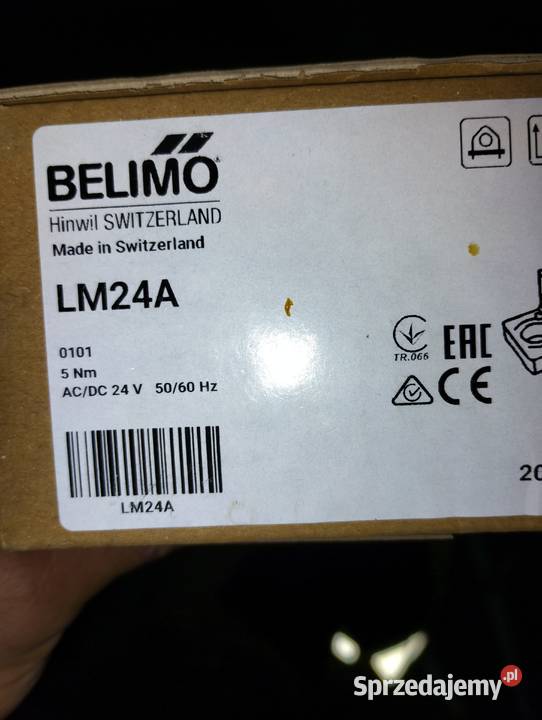 BELIMO
Hinwil SWITZERLAND
Made in Switzerland
LM24A
0101
5 Nm
AC/DC 24 V 50/60 Hz
TR.066
EAC
CE
LM24A
20
Sprzedajemy.pl